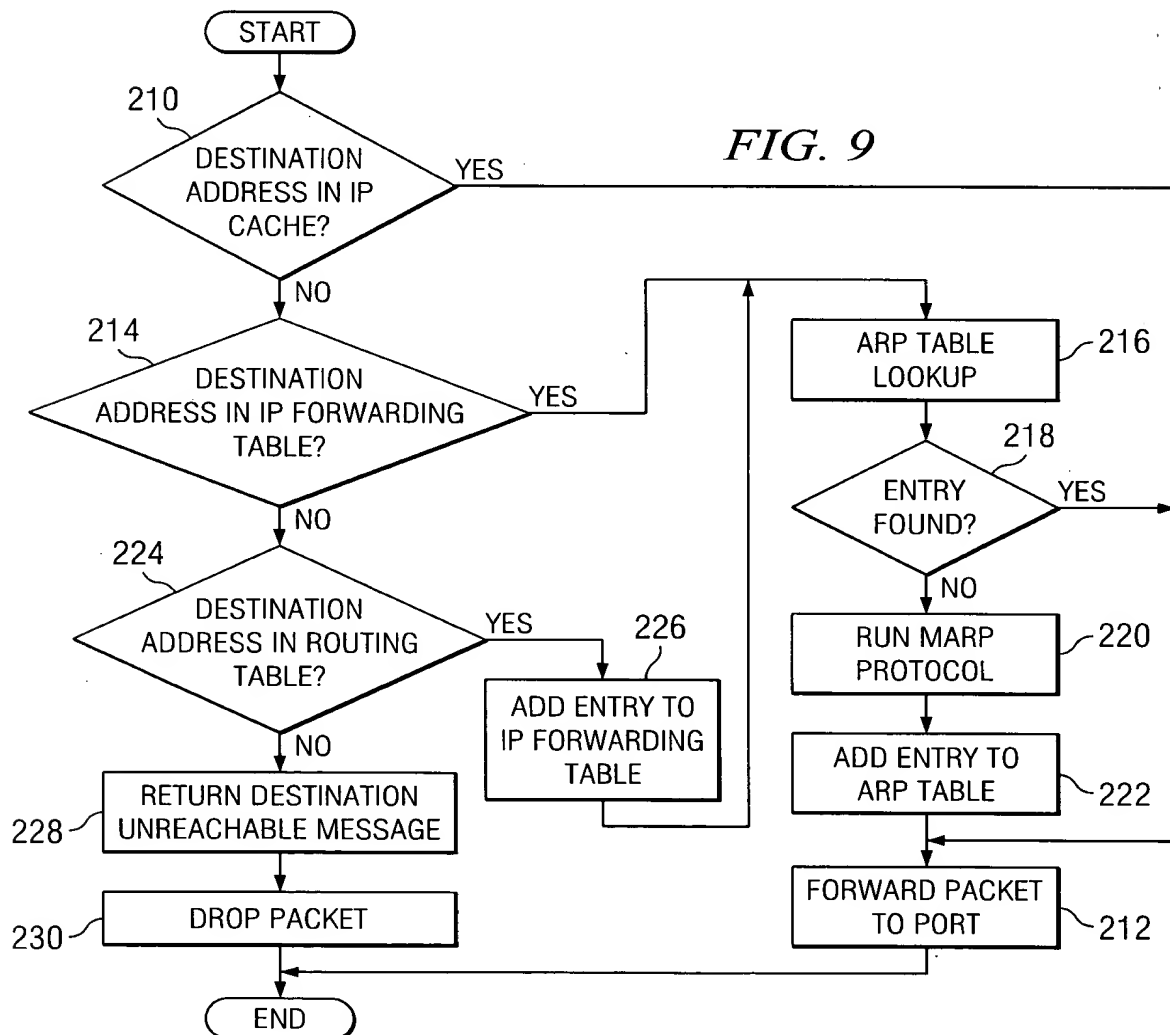 START
210
DESTINATION
ADDRESS IN IP
CACHE?
YES
FIG. 9
NO
214
DESTINATION
ADDRESS IN IP FORWARDING
TABLE?
YES
ARP TABLE
LOOKUP
216
218
ENTRY
FOUND?
YES
NO
NO
224
DESTINATION
ADDRESS IN ROUTING
TABLE?
YES
226
ADD ENTRY TO
IP FORWARDING
TABLE
RUN MARP
PROTOCOL
220
NO
ADD ENTRY TO
ARP TABLE
222
RETURN DESTINATION
UNREACHABLE MESSAGE
228
DROP PACKET
230
FORWARD PACKET
TO PORT
212
END